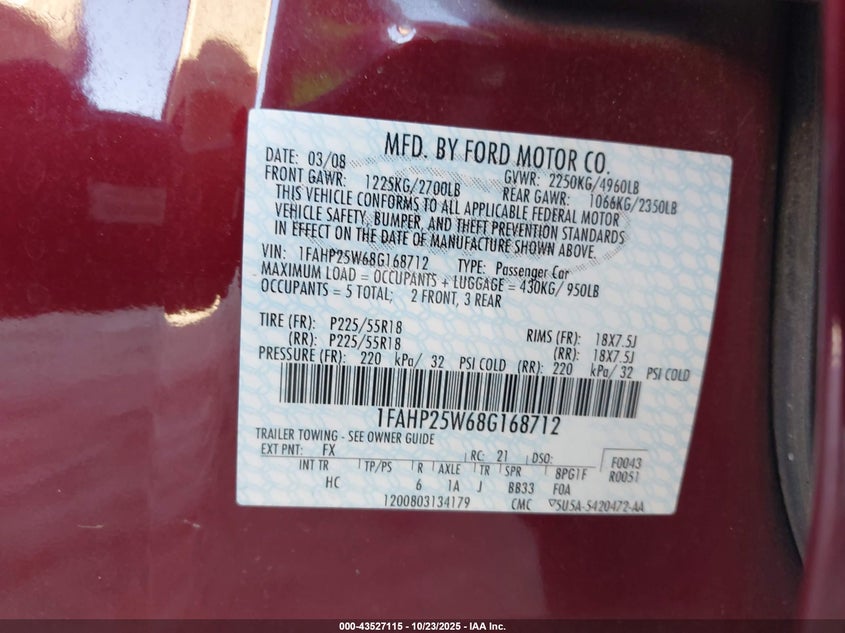 MFD. BY FORD MOTOR CO.
DATE: 03/08 GVWR: 2250KG/4960LB
FRONT GAWR: 1225KG/2700LB REAR GAWR: 1066KG/2350LB
THIS VEHICLE CONFORMS TO ALL APPLICABLE FEDERAL MOTOR
VEHICLE SAFETY, BUMPER, AND THEFT PREVENTION STANDARDS
IN EFFECT ON THE DATE OF MANUFACTURE SHOWN ABOVE.
VIN: 1FAHP25W68G168712 TYPE: Passenger Car
MAXIMUM LOAD = OCCUPANTS + LUGGAGE = 430KG/ 950LB
OCCUPANTS = 5 TOTAL; 2 FRONT, 3 REAR
TIRE (FR): P225/55R18 RIMS (FR): 18X7.5J
(RR): P225/55R18 (RR): 18X7.5J
PRESSURE (FR): 220 kPa/ 32 PSI COLD (RR): 220 kPa/ 32 PSI COLD
1FAHP25W68G168712
TRAILER TOWING - SEE OWNER GUIDE
EXT PNT: FX RC: 21 DSO: F0043
INT TR TP/PS R AXLE TR SPR 8PG1F R0051
HC 6 1A J BB33 F0A
1200803134179 CMC 5U5A-5420472-AA
000-43527115 - 10/23/2025 - IAA Inc.